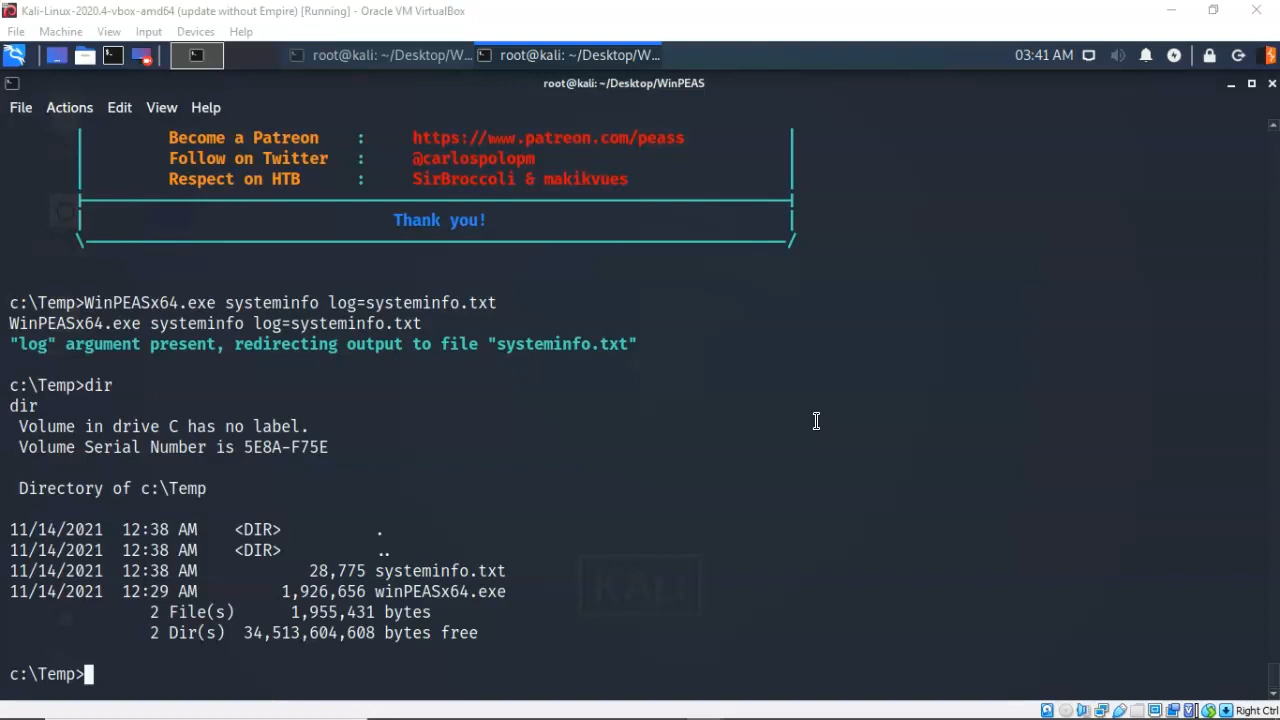 Kali-Linux-2020.4-vbox-amd64 (update without Empire) [Running] - Oracle VM VirtualBox
File Machine View Input Devices Help
root@kali: ~/Desktop/W... root@kali: ~/Desktop/W... 03:41 AM
root@kali: ~/Desktop/WinPEAS
File Actions Edit View Help
Become a Patreon : https://www.patreon.com/peass
Follow on Twitter : @carlospolopm
Respect on HTB : SirBroccoli & makikvues
Thank you!
c:\Temp>WinPEASx64.exe systeminfo log=systeminfo.txt
WinPEASx64.exe systeminfo log=systeminfo.txt
"log" argument present, redirecting output to file "systeminfo.txt"
c:\Temp>dir
dir
Volume in drive C has no label.
Volume Serial Number is 5E8A-F75E
Directory of c:\Temp
11/14/2021 12:38 AM <DIR> .
11/14/2021 12:38 AM <DIR> ..
11/14/2021 12:38 AM 28,775 systeminfo.txt
11/14/2021 12:29 AM 1,926,656 winPEASx64.exe
2 File(s) 1,955,431 bytes
2 Dir(s) 34,513,604,608 bytes free
KALI
c:\Temp>
Right Ctrl